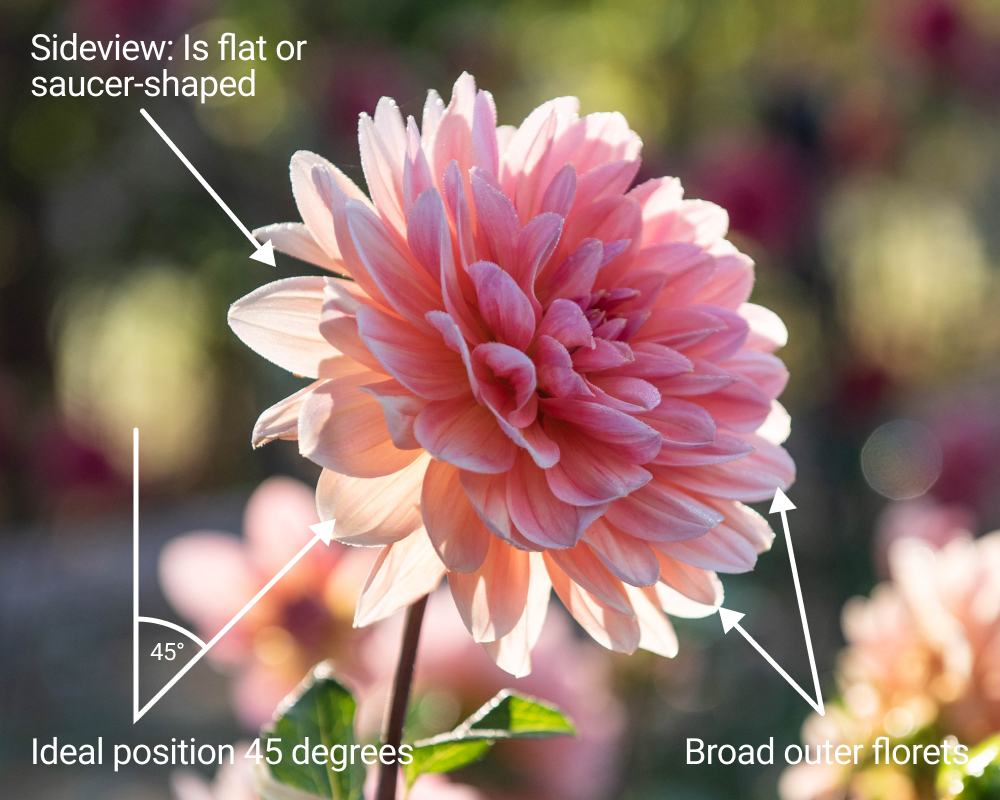 Sideview: Is flat or
saucer-shaped
45°
Ideal position 45 degrees
Broad outer florets